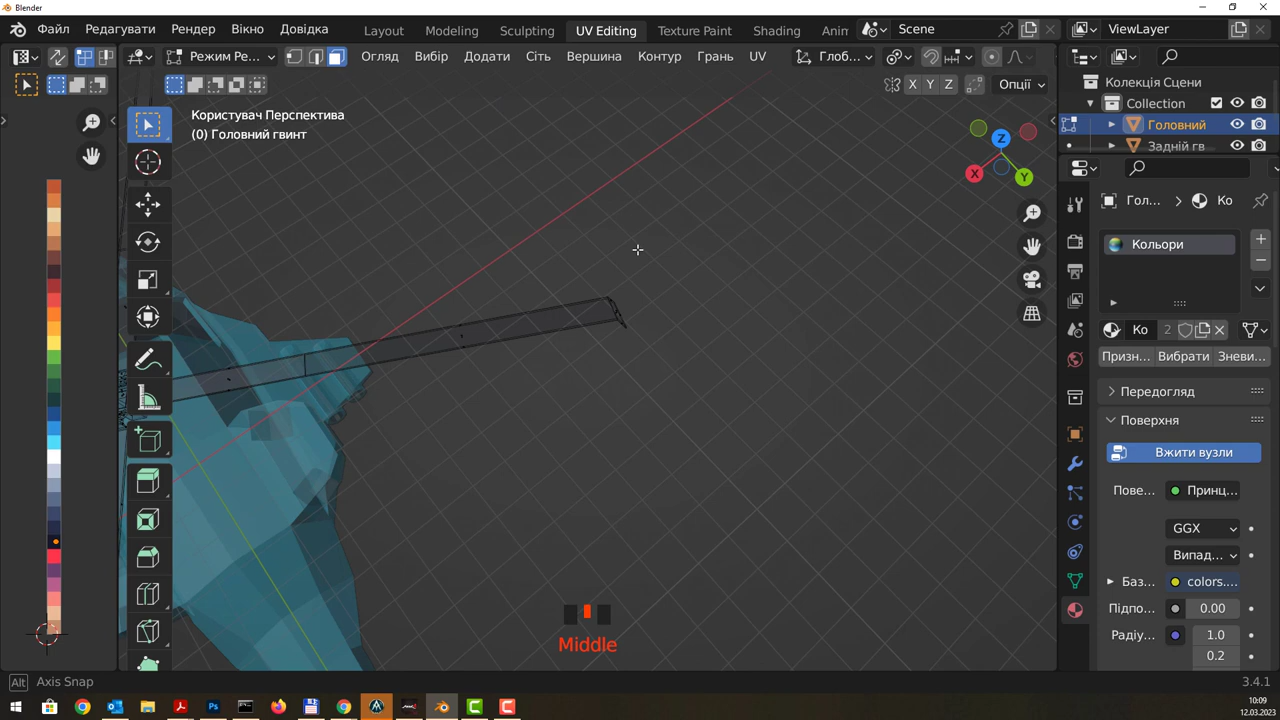 Blender
Файл Редагувати Рендер Вікно Довідка Layout Modeling Sculpting UV Editing Texture Paint Shading Anim Scene ViewLayer
Режим Ре... Огляд Вибір Додати Сіть Вершина Контур Грань UV Глоб...
X Y Z Опції
Користувач Перспектива
(0) Головний гвинт
Z
X
Y
Колекція Сцени
Collection
Головний
Задній гв
Гол... Ко
Кольори
Ко 2
Призн... Вибрати Зневи...
Передогляд
Поверхня
Вжити вузли
Пове... Принц...
GGX
Випад...
Баз... colors....
Підпо... 0.00
Радіу... 1.0
0.2
Middle
Alt Axis Snap 3.4.1
10:09
12.03.2023